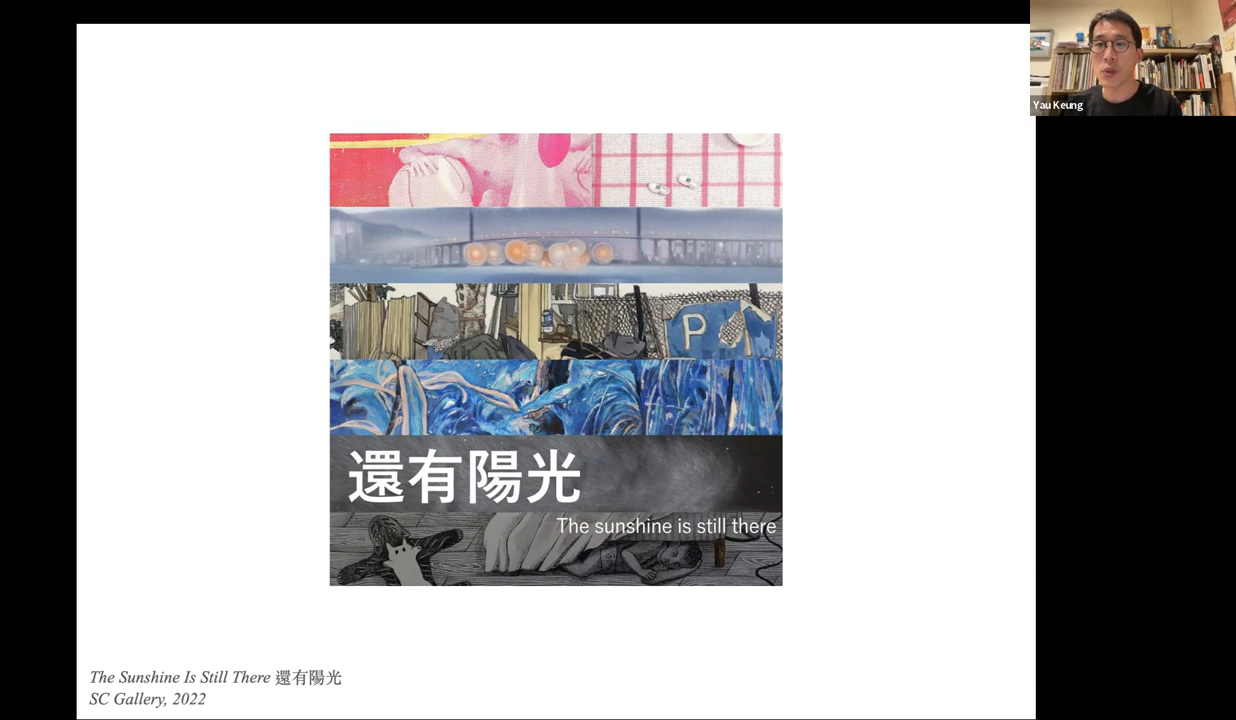 Yau Keung
P
還有陽光
The sunshine is still there
The Sunshine Is Still There 還有陽光
SC Gallery, 2022